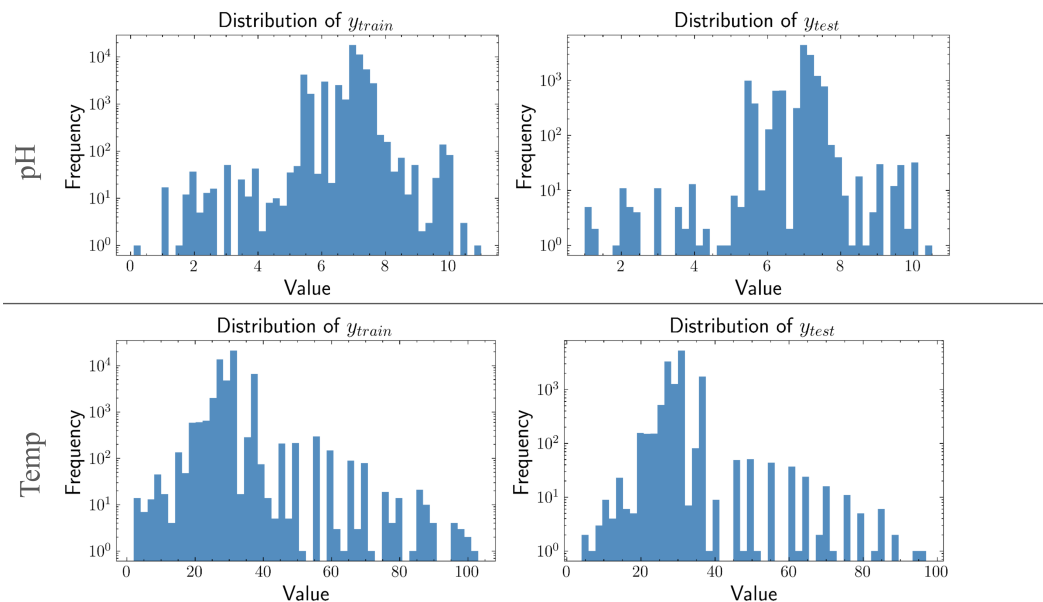 pH
Distribution of y_train
Frequency
10^4
10^3
10^2
10^1
10^0
0 2 4 6 8 10
Value
Distribution of y_test
Frequency
10^3
10^2
10^1
10^0
2 4 6 8 10
Value
Temp
Distribution of y_train
Frequency
10^4
10^3
10^2
10^1
10^0
0 20 40 60 80 100
Value
Distribution of y_test
Frequency
10^3
10^2
10^1
10^0
0 20 40 60 80 100
Value